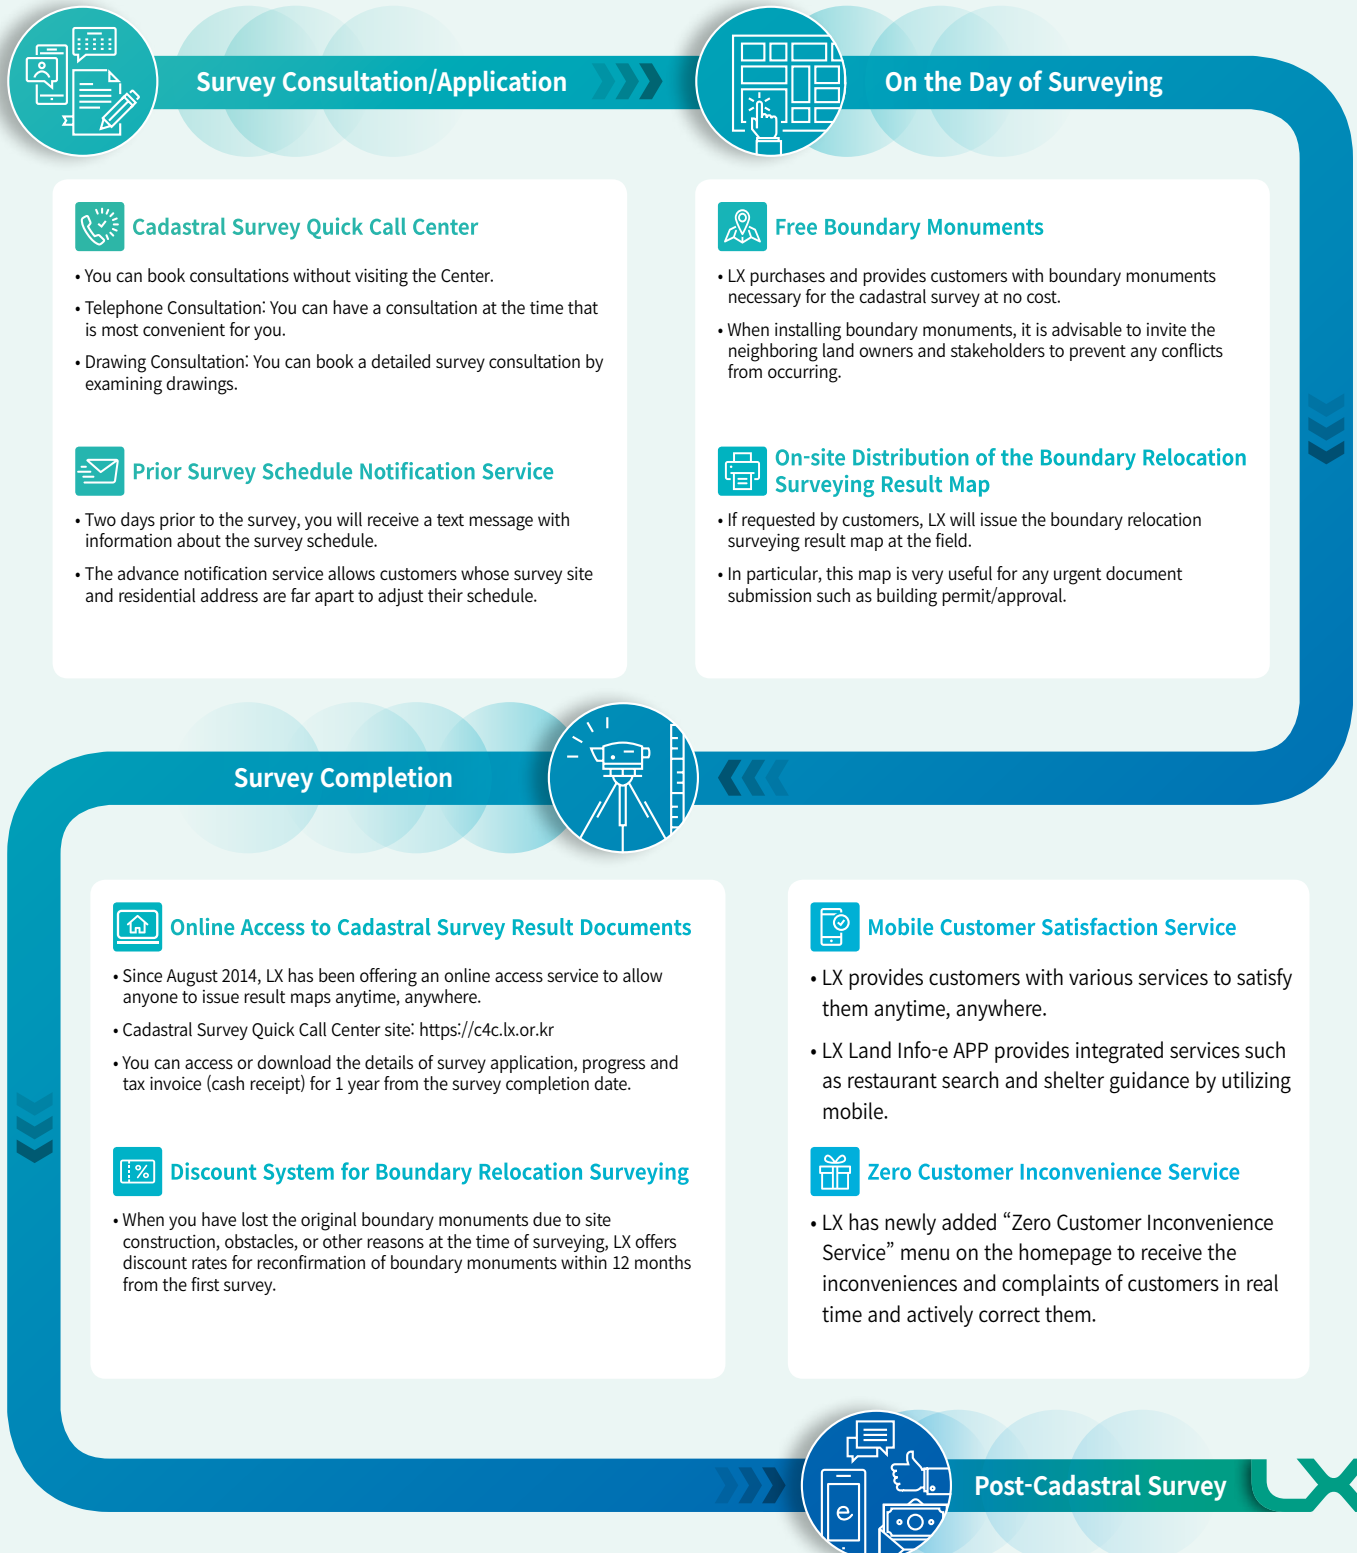 Survey Consultation/Application
On the Day of Surveying
Cadastral Survey Quick Call Center
• You can book consultations without visiting the Center.
• Telephone Consultation: You can have a consultation at the time that
is most convenient for you.
• Drawing Consultation: You can book a detailed survey consultation by
examining drawings.
Prior Survey Schedule Notification Service
• Two days prior to the survey, you will receive a text message with
information about the survey schedule.
• The advance notification service allows customers whose survey site
and residential address are far apart to adjust their schedule.
Free Boundary Monuments
• LX purchases and provides customers with boundary monuments
necessary for the cadastral survey at no cost.
• When installing boundary monuments, it is advisable to invite the
neighboring land owners and stakeholders to prevent any conflicts
from occurring.
On-site Distribution of the Boundary Relocation
Surveying Result Map
• If requested by customers, LX will issue the boundary relocation
surveying result map at the field.
• In particular, this map is very useful for any urgent document
submission such as building permit/approval.
Survey Completion
Online Access to Cadastral Survey Result Documents
• Since August 2014, LX has been offering an online access service to allow
anyone to issue result maps anytime, anywhere.
• Cadastral Survey Quick Call Center site: https://c4c.lx.or.kr
• You can access or download the details of survey application, progress and
tax invoice (cash receipt) for 1 year from the survey completion date.
%
Discount System for Boundary Relocation Surveying
• When you have lost the original boundary monuments due to site
construction, obstacles, or other reasons at the time of surveying, LX offers
discount rates for reconfirmation of boundary monuments within 12 months
from the first survey.
Mobile Customer Satisfaction Service
• LX provides customers with various services to satisfy
them anytime, anywhere.
• LX Land Info-e APP provides integrated services such
as restaurant search and shelter guidance by utilizing
mobile.
Zero Customer Inconvenience Service
• LX has newly added “Zero Customer Inconvenience
Service” menu on the homepage to receive the
inconveniences and complaints of customers in real
time and actively correct them.
e
Post-Cadastral Survey
LX